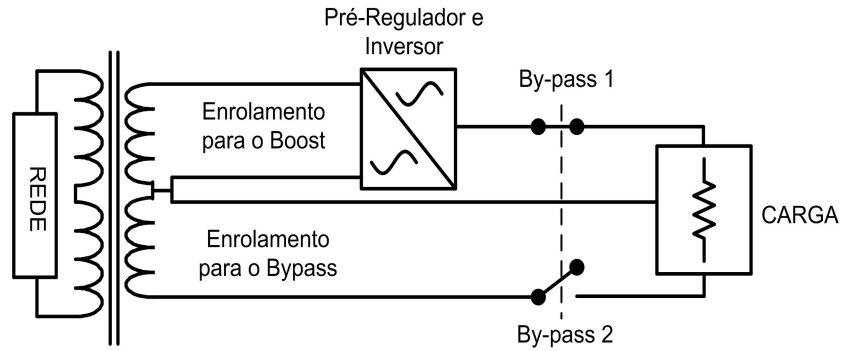 Pré-Regulador e
Inversor
By-pass 1
Enrolamento
para o Boost
REDE
CARGA
Enrolamento
para o Bypass
By-pass 2